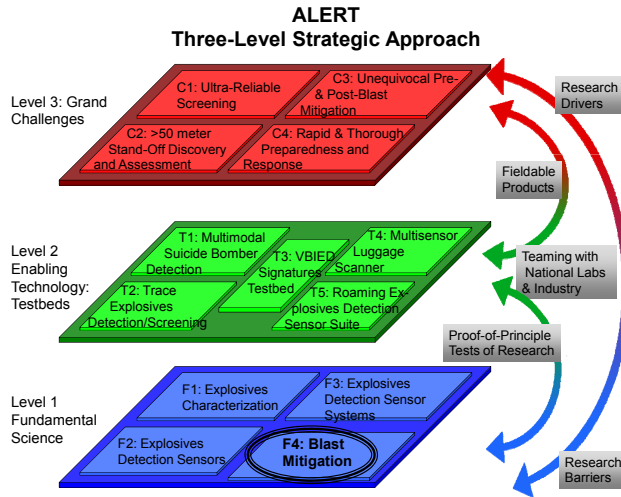 ALERT
Three-Level Strategic Approach
Level 3: Grand
Challenges
C1: Ultra-Reliable
Screening
C3: Unequivocal Pre-
& Post-Blast
Mitigation
C2: >50 meter
Stand-Off Discovery
and Assessment
C4: Rapid & Thorough
Preparedness and
Response
Research
Drivers
Fieldable
Products
Level 2
Enabling
Technology:
Testbeds
T1: Multimodal
Suicide Bomber
Detection
T3: VBIED
Signatures
Testbed
T4: Multisensor
Luggage
Scanner
T2: Trace
Explosives
Detection/Screening
T5: Roaming Ex-
plosives Detection
Sensor Suite
Teaming with
National Labs
& Industry
Proof-of-Principle
Tests of Research
Level 1
Fundamental
Science
F1: Explosives
Characterization
F3: Explosives
Detection Sensor
Systems
F2: Explosives
Detection Sensors
F4: Blast
Mitigation
Research
Barriers